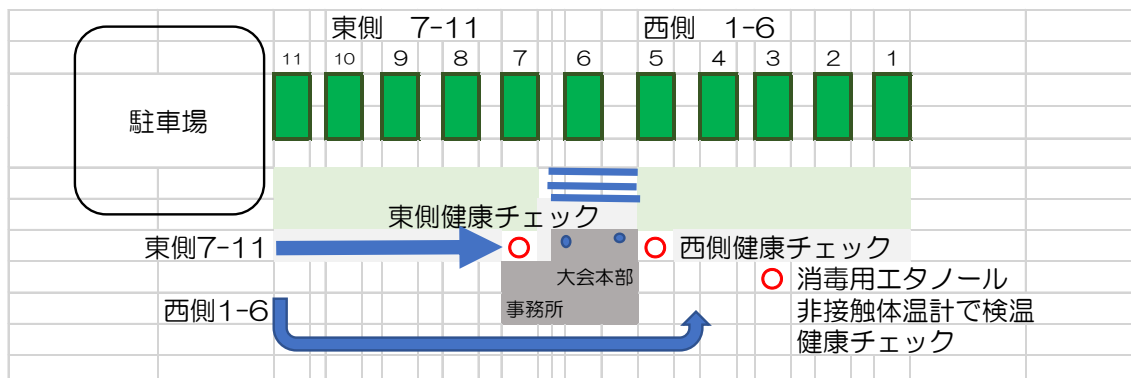 東側 7-11
西側 1-6
11 10 9 8 7 6 5 4 3 2 1
駐車場
東側健康チェック
東側7-11
西側健康チェック
大会本部
消毒用エタノール
西側1-6
事務所
非接触体温計で検温
健康チェック